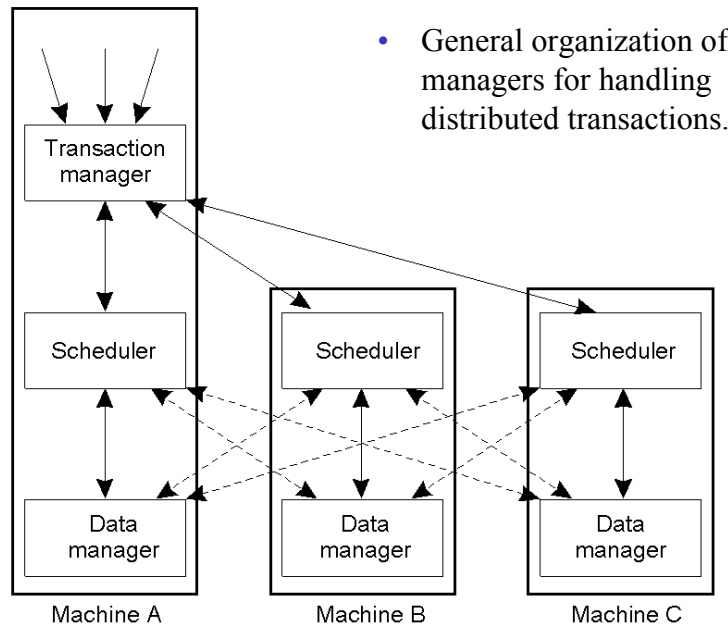 • General organization of
managers for handling
distributed transactions.
Transaction
manager
Scheduler
Scheduler
Scheduler
Data
manager
Data
manager
Data
manager
Machine A
Machine B
Machine C